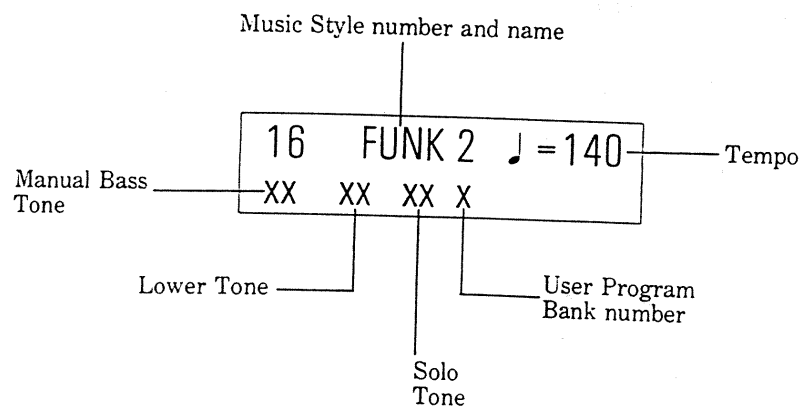 Music Style number and name
16 FUNK 2 ♩=140
Tempo
Manual Bass
Tone
XX XX XX X
Lower Tone
User Program
Bank number
Solo
Tone